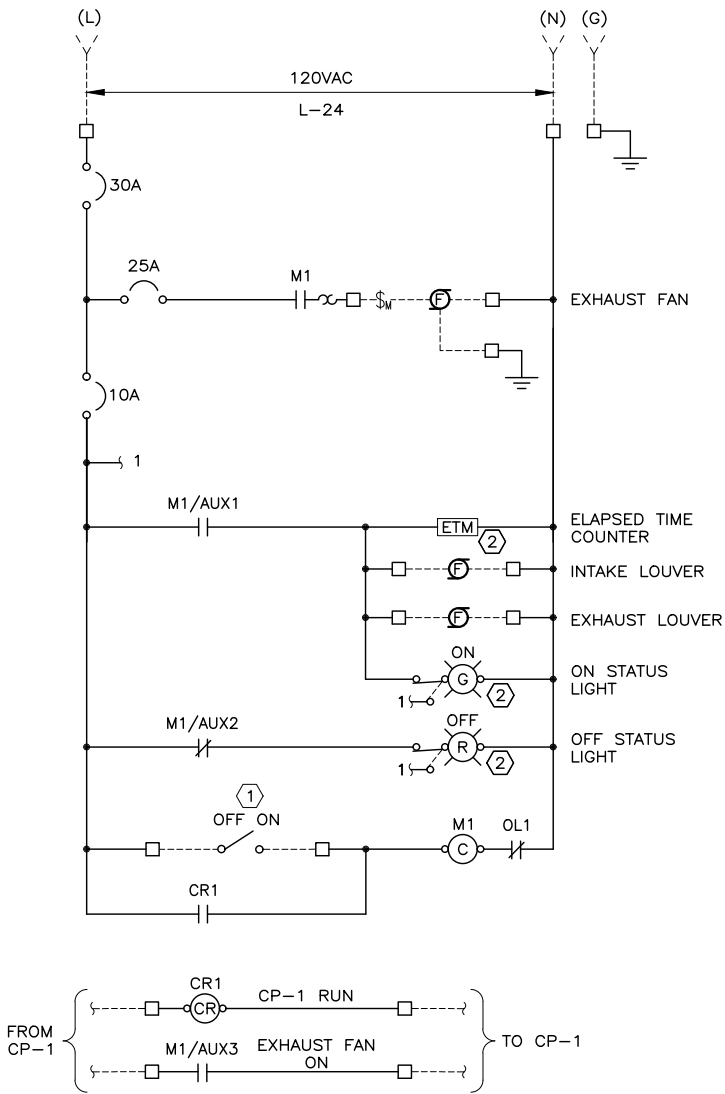 (L)
(N)
(G)
120VAC
L-24
30A
25A
M1
$M
F
EXHAUST FAN
10A
1
M1/AUX1
ETM
2
ELAPSED TIME
COUNTER
F
INTAKE LOUVER
F
EXHAUST LOUVER
ON
G
1
2
ON STATUS
LIGHT
M1/AUX2
OFF
R
1
2
OFF STATUS
LIGHT
1
OFF ON
M1
C
OL1
CR1
FROM
CP-1
CR1
CR
CP-1 RUN
M1/AUX3
EXHAUST FAN
ON
TO CP-1